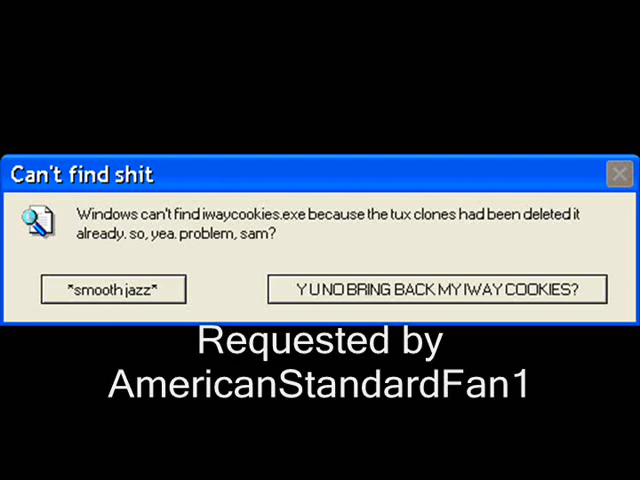 Can't find shit
Windows can't find iwaycookies.exe because the tux clones had been deleted it
already. so, yea. problem, sam?
*smooth jazz*
Y U NO BRING BACK MY IWAY COOKIES?
Requested by
AmericanStandardFan1